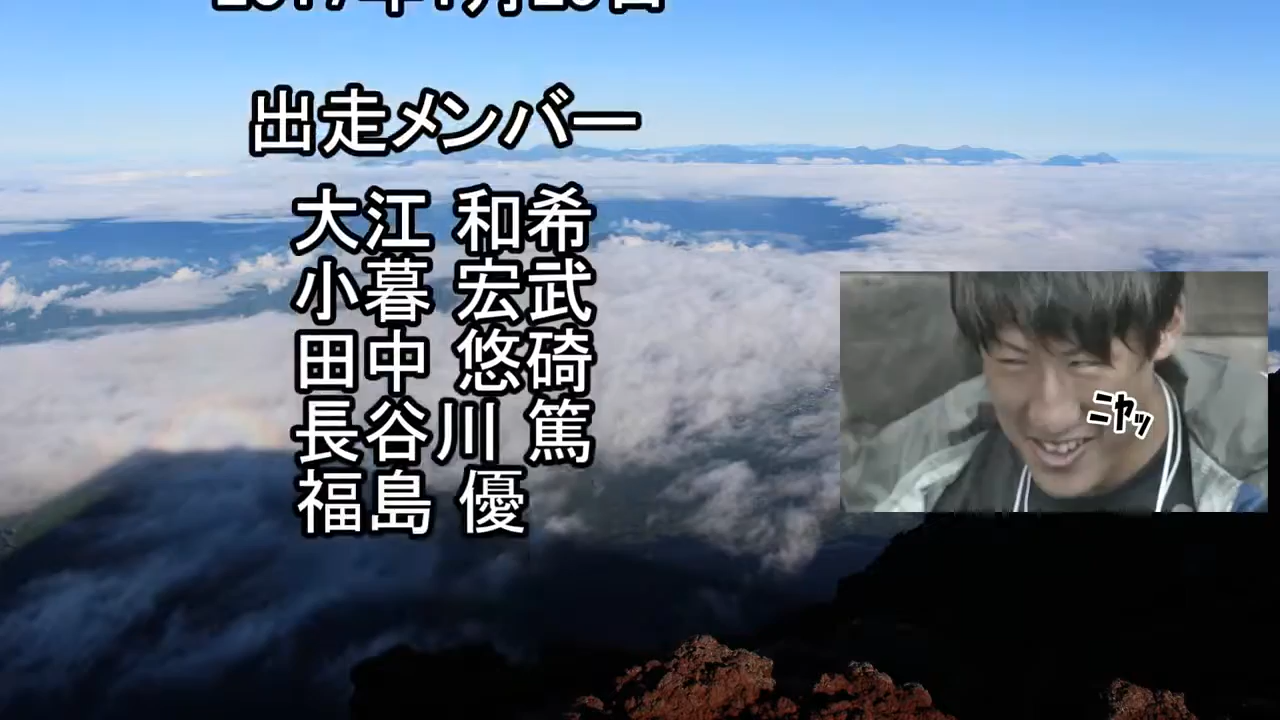 出走メンバー
大江 和希
小暮 宏武
田中 悠碕
長谷川 篤
福島 優
ニヤッ